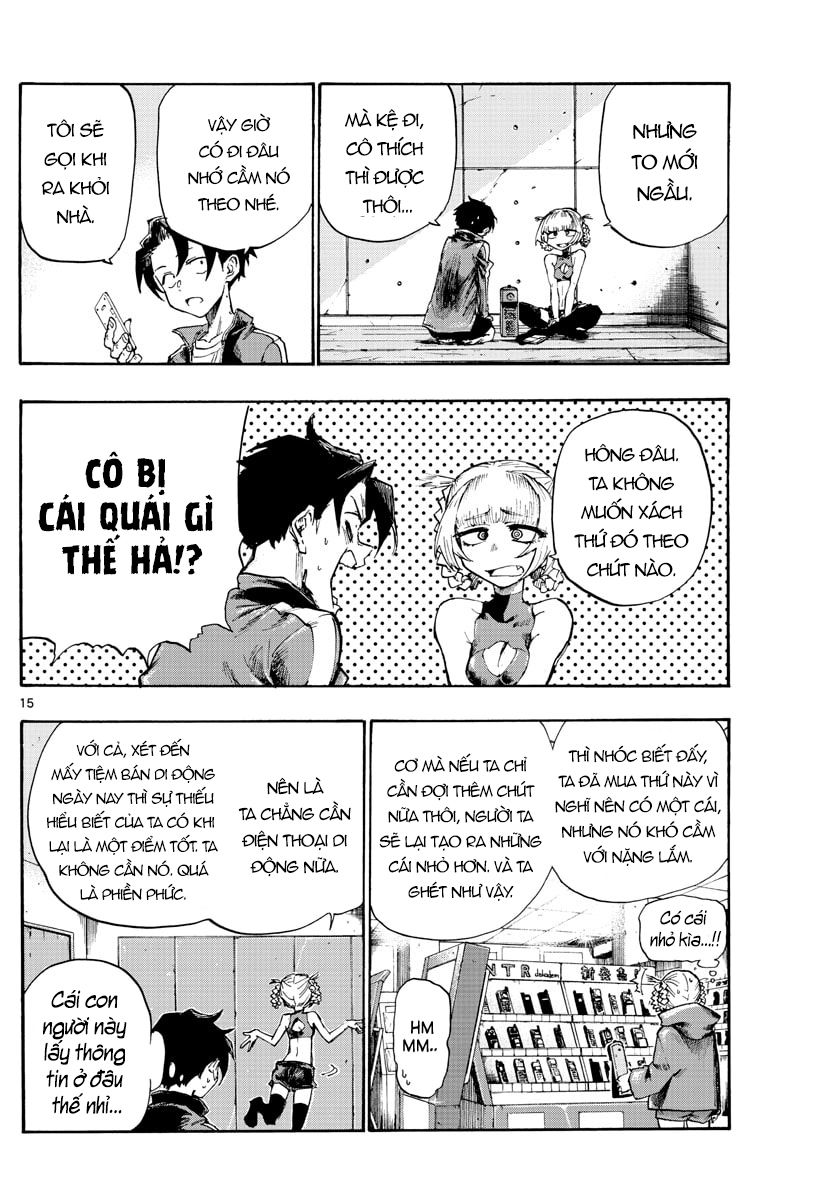 NHƯNG
TO MỚI
NGẦU.
MÀ KỆ ĐI,
CÔ THÍCH
THÌ ĐƯỢC
THÔI...
VẬY GIỜ
CÓ ĐI ĐÂU
NHỚ CẦM NÓ
THEO NHÉ.
TÔI SẼ
GỌI KHI
RA KHỎI
NHÀ.
HÔNG ĐÂU.
TA KHÔNG
MUỐN XÁCH
THỨ ĐÓ THEO
CHÚT NÀO.
CÔ BỊ
CÁI QUÁI GÌ
THẾ HẢ!?
15
THÌ NHÓC BIẾT ĐẤY,
TA ĐÃ MUA THỨ NÀY VÌ
NGHĨ NÊN CÓ MỘT CÁI,
NHƯNG NÓ KHÓ CẦM
VỚI NẶNG LẮM.
CƠ MÀ NẾU TA CHỈ
CẦN ĐỢI THÊM CHÚT
NỮA THÔI, NGƯỜI TA
SẼ LẠI TẠO RA NHỮNG
CÁI NHỎ HƠN. VÀ TA
GHÉT NHƯ VẬY.
Có cái
nhỏ kìa...!!
NTR dokodem
HM
MM..
NÊN LÀ
TA CHẲNG CẦN
ĐIỆN THOẠI DI
ĐỘNG NỮA.
VỚI CẢ, XÉT ĐẾN
MẤY TIỆM BÁN DI ĐỘNG
NGÀY NAY THÌ SỰ THIẾU
HIỂU BIẾT CỦA TA CÓ KHI
LẠI LÀ MỘT ĐIỂM TỐT. TA
KHÔNG CẦN NÓ. QUÁ
LÀ PHIỀN PHỨC.
Cái con
người này
lấy thông
tin ở đâu
thế nhỉ...